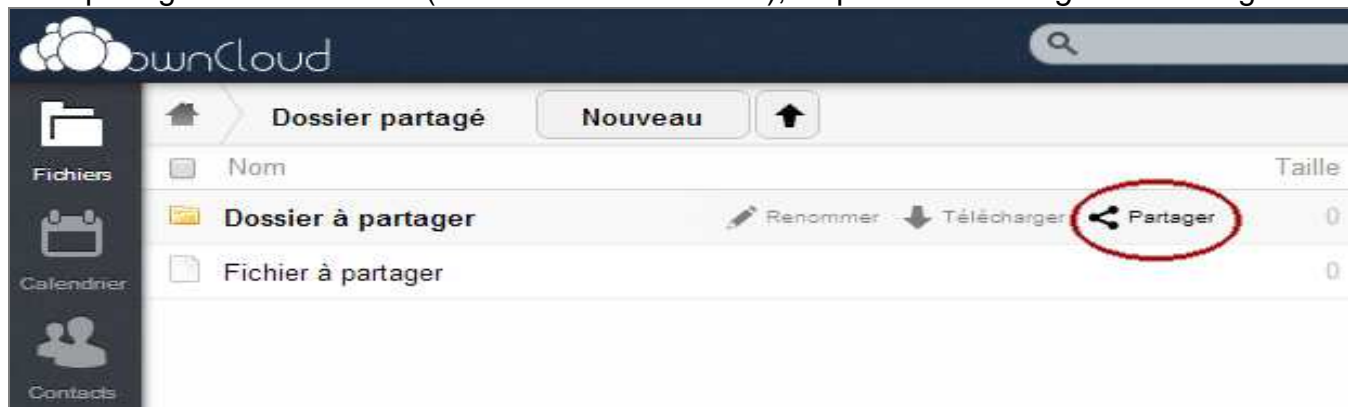 ownCloud
Dossier partagé Nouveau
Fichiers Nom Taille
Dossier à partager Renommer Télécharger Partager 0
Calendrier Fichier à partager 0
Contacts